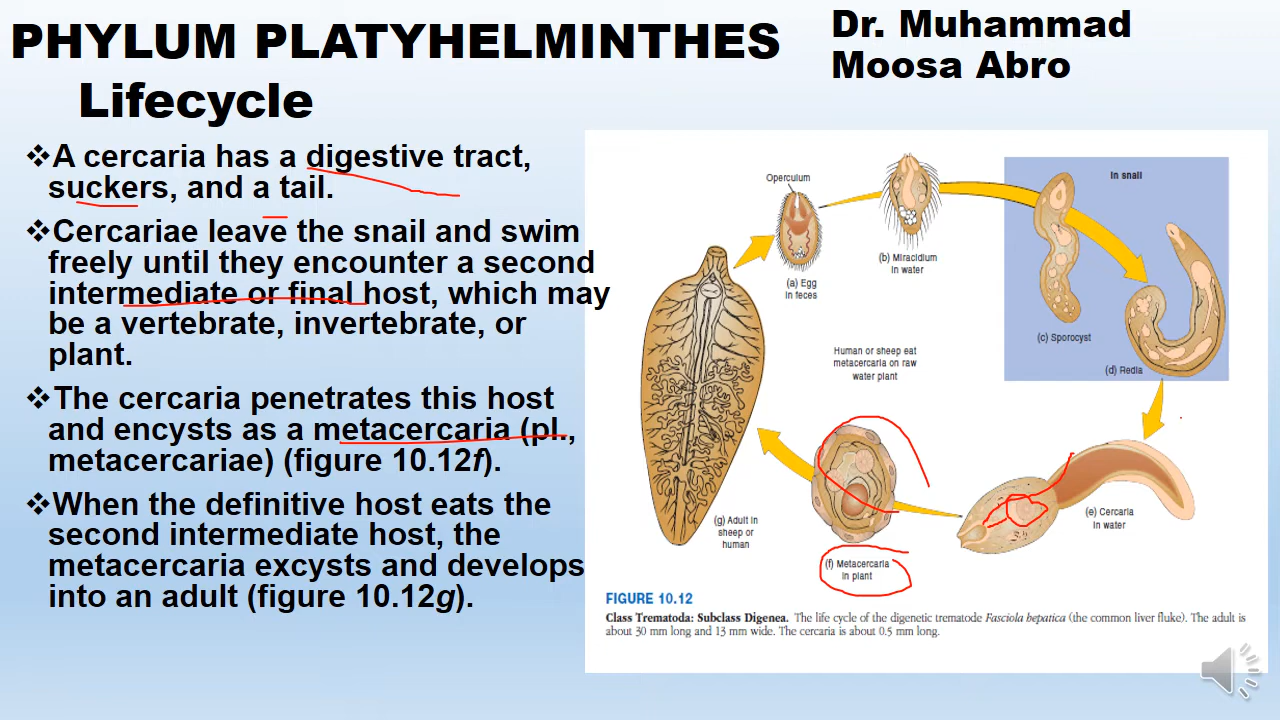 PHYLUM PLATYHELMINTHES
Lifecycle
Dr. Muhammad
Moosa Abro
❖A cercaria has a digestive tract,
suckers, and a tail.
❖Cercariae leave the snail and swim
freely until they encounter a second
intermediate or final host, which may
be a vertebrate, invertebrate, or
plant.
❖The cercaria penetrates this host
and encysts as a metacercaria (pl.,
metacercariae) (figure 10.12f).
❖When the definitive host eats the
second intermediate host, the
metacercaria excysts and develops
into an adult (figure 10.12g).
Operculum
(a) Egg
in feces
(b) Miracidium
in water
In snail
(c) Sporocyst
(d) Redia
Human or sheep eat
metacercaria on raw
water plant
(e) Cercaria
in water
(f) Metacercaria
in plant
(g) Adult in
sheep or
human
FIGURE 10.12
Class Trematoda: Subclass Digenea. The life cycle of the digenetic trematode Fasciola hepatica (the common liver fluke). The adult is
about 30 mm long and 13 mm wide. The cercaria is about 0.5 mm long.